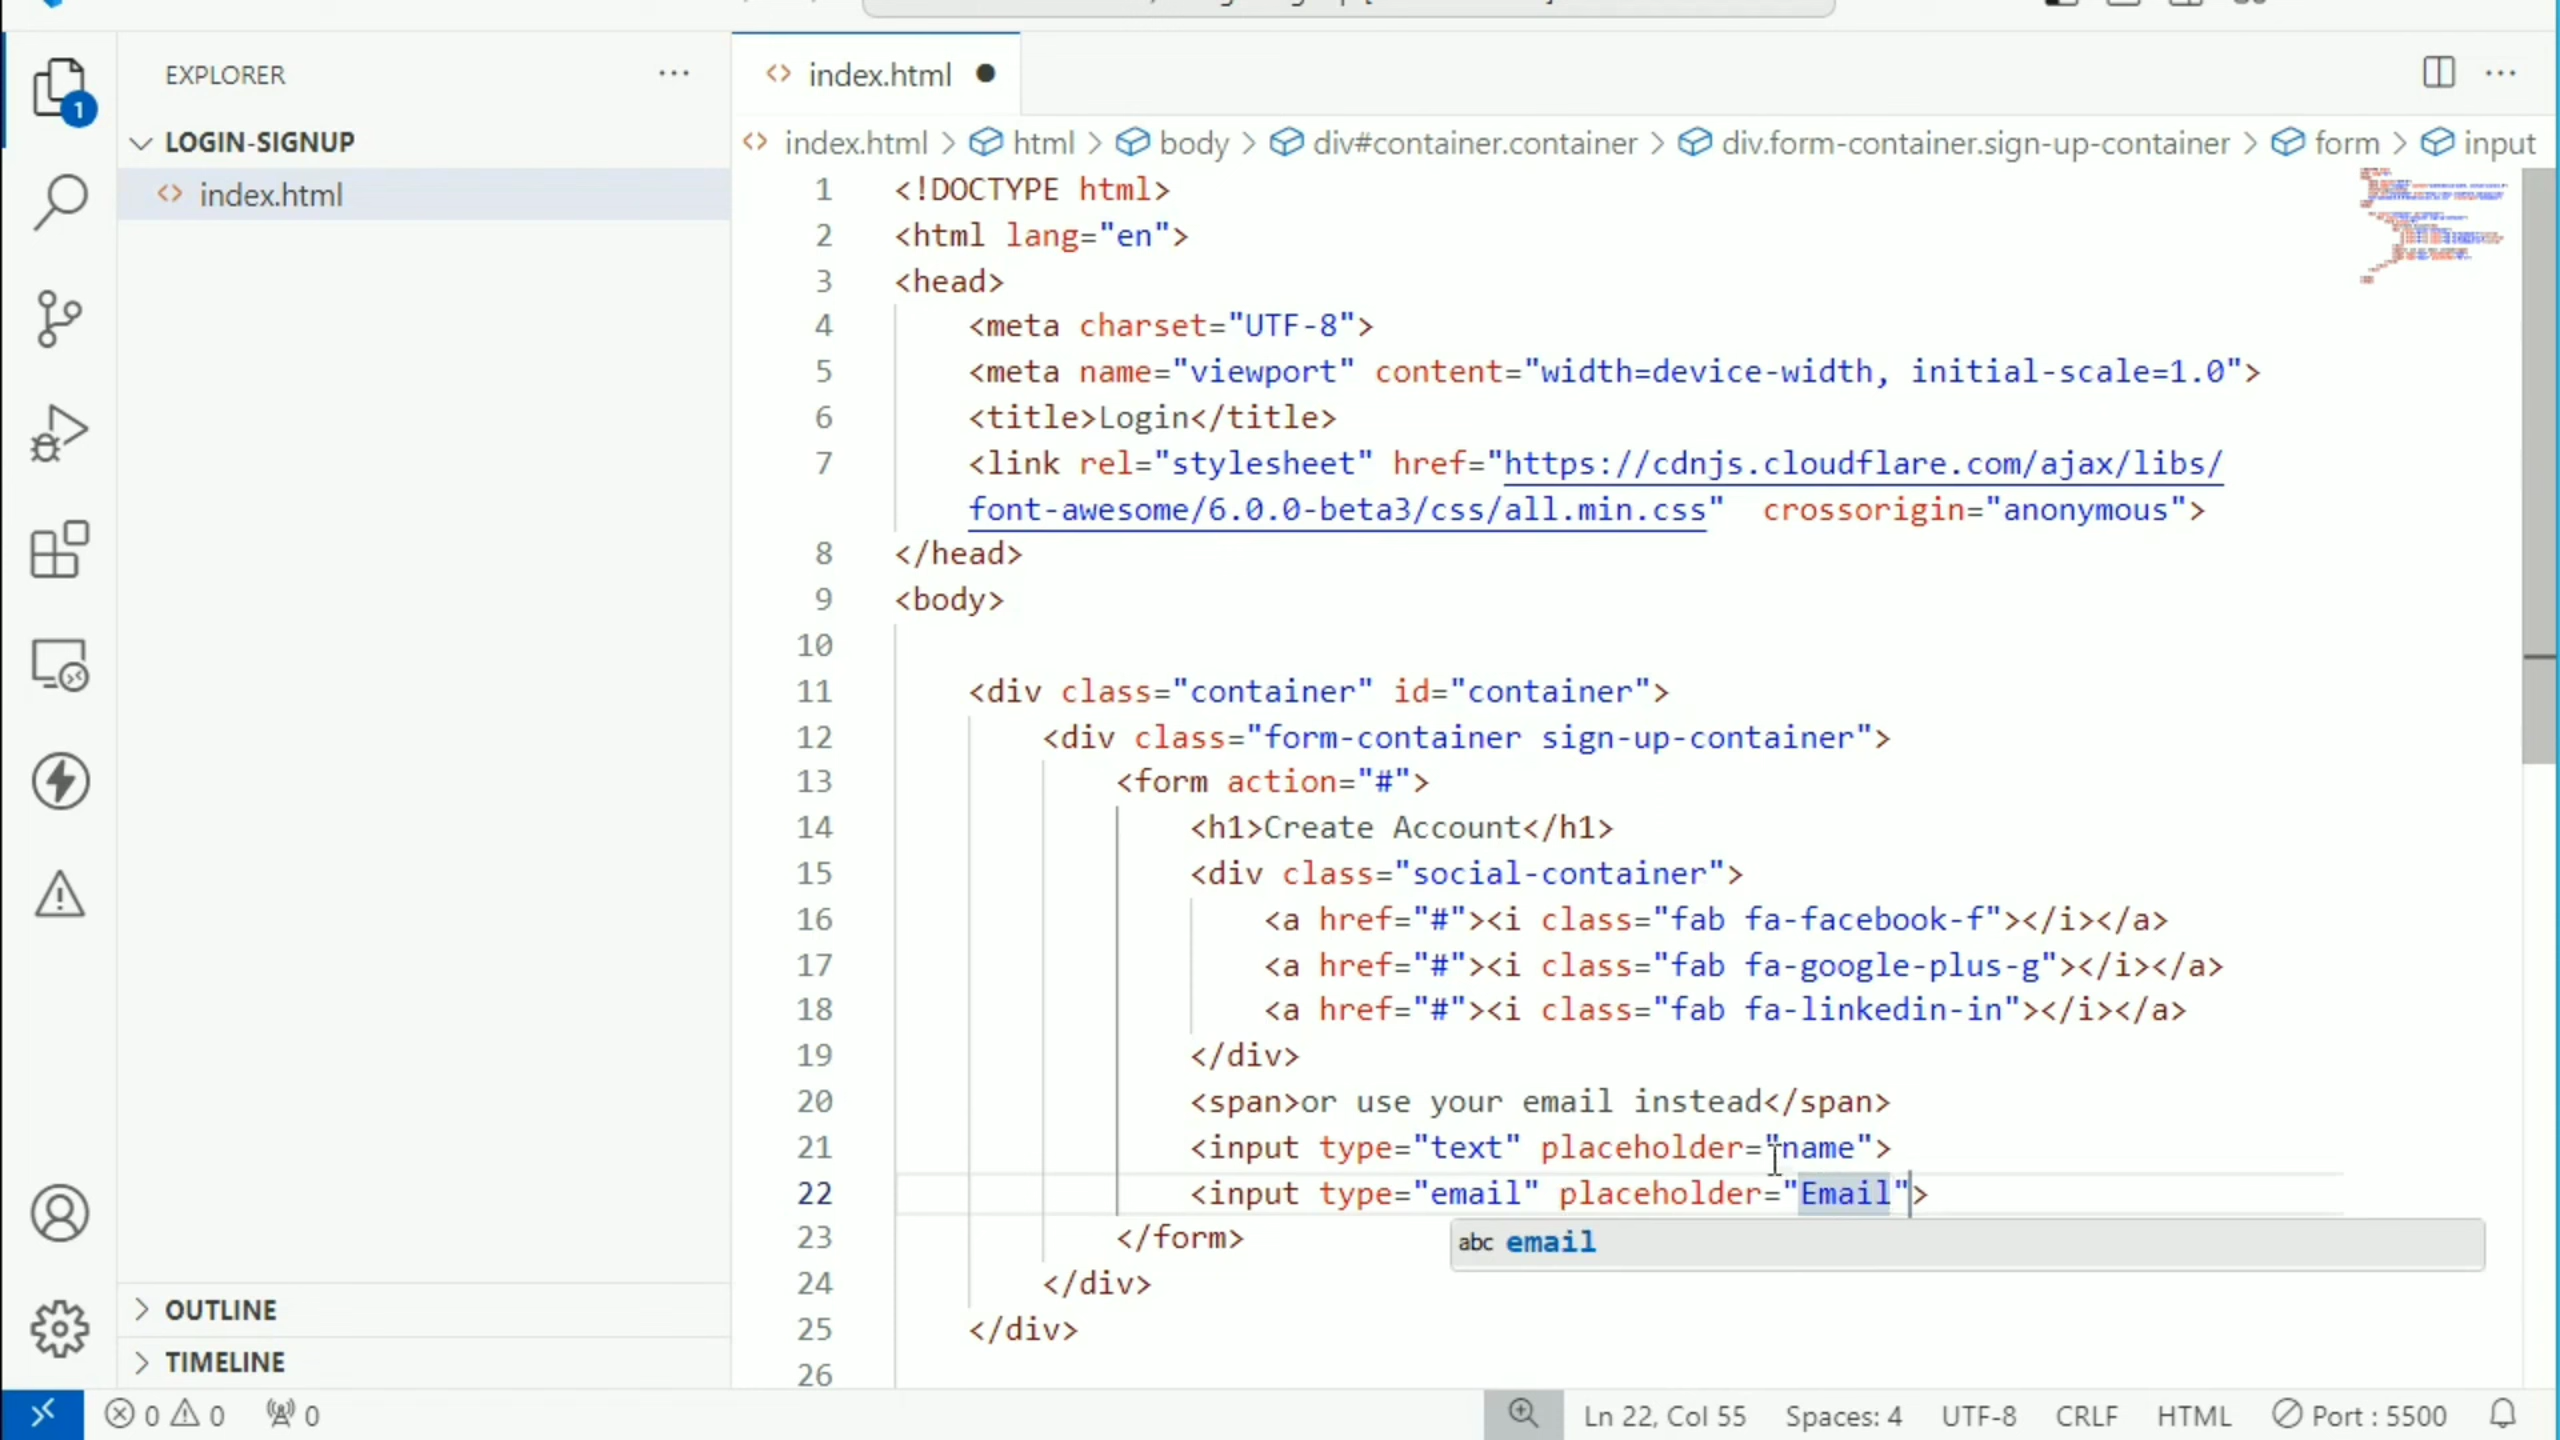 EXPLORER
LOGIN-SIGNUP
index.html
OUTLINE
TIMELINE
1
index.html
index.html > html > body > div#container.container > div.form-container.sign-up-container > form > input
1 <!DOCTYPE html>
2 <html lang="en">
3 <head>
4 <meta charset="UTF-8">
5 <meta name="viewport" content="width=device-width, initial-scale=1.0">
6 <title>Login</title>
7 <link rel="stylesheet" href="https://cdnjs.cloudflare.com/ajax/libs/
font-awesome/6.0.0-beta3/css/all.min.css"  crossorigin="anonymous">
8 </head>
9 <body>
10
11 <div class="container" id="container">
12 <div class="form-container sign-up-container">
13 <form action="#">
14 <h1>Create Account</h1>
15 <div class="social-container">
16 <a href="#"><i class="fab fa-facebook-f"></i></a>
17 <a href="#"><i class="fab fa-google-plus-g"></i></a>
18 <a href="#"><i class="fab fa-linkedin-in"></i></a>
19 </div>
20 <span>or use your email instead</span>
21 <input type="text" placeholder="name">
22 <input type="email" placeholder="Email">
23 </form>
abc email
24 </div>
25 </div>
26
0 0 0 Ln 22, Col 55 Spaces: 4 UTF-8 CRLF HTML Port : 5500